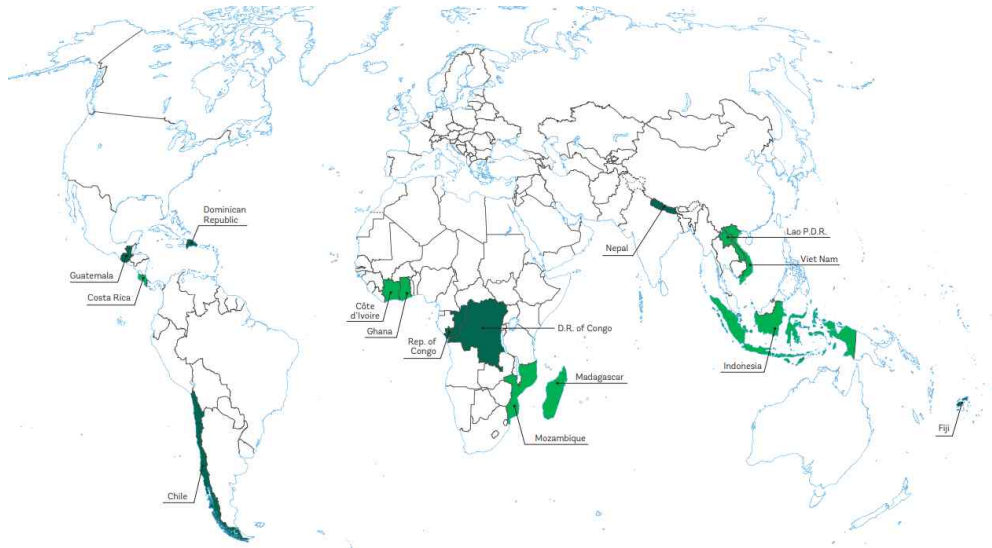 Dominican
Republic
Guatemala
Costa Rica
Chile
Côte
d'Ivoire
Ghana
Rep. of
Congo
D.R. of Congo
Madagascar
Mozambique
Nepal
Lao P.D.R.
Viet Nam
Indonesia
Fiji